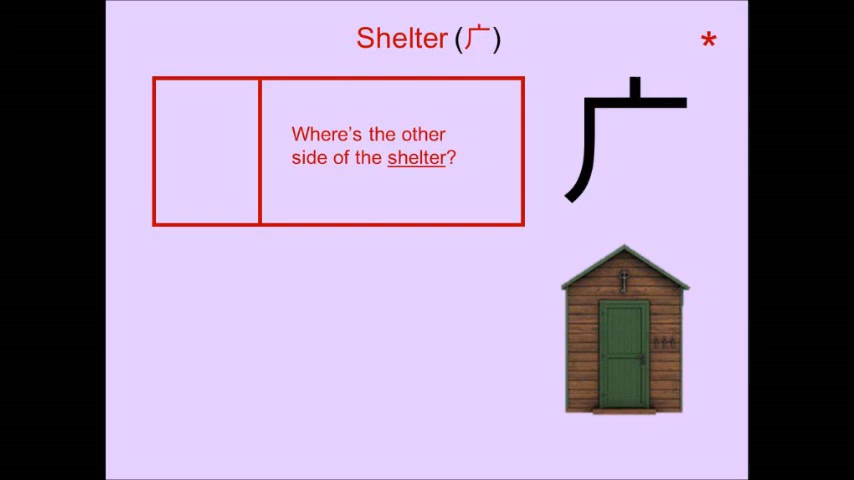 Shelter (广)
*
Where's the other
side of the shelter?
广